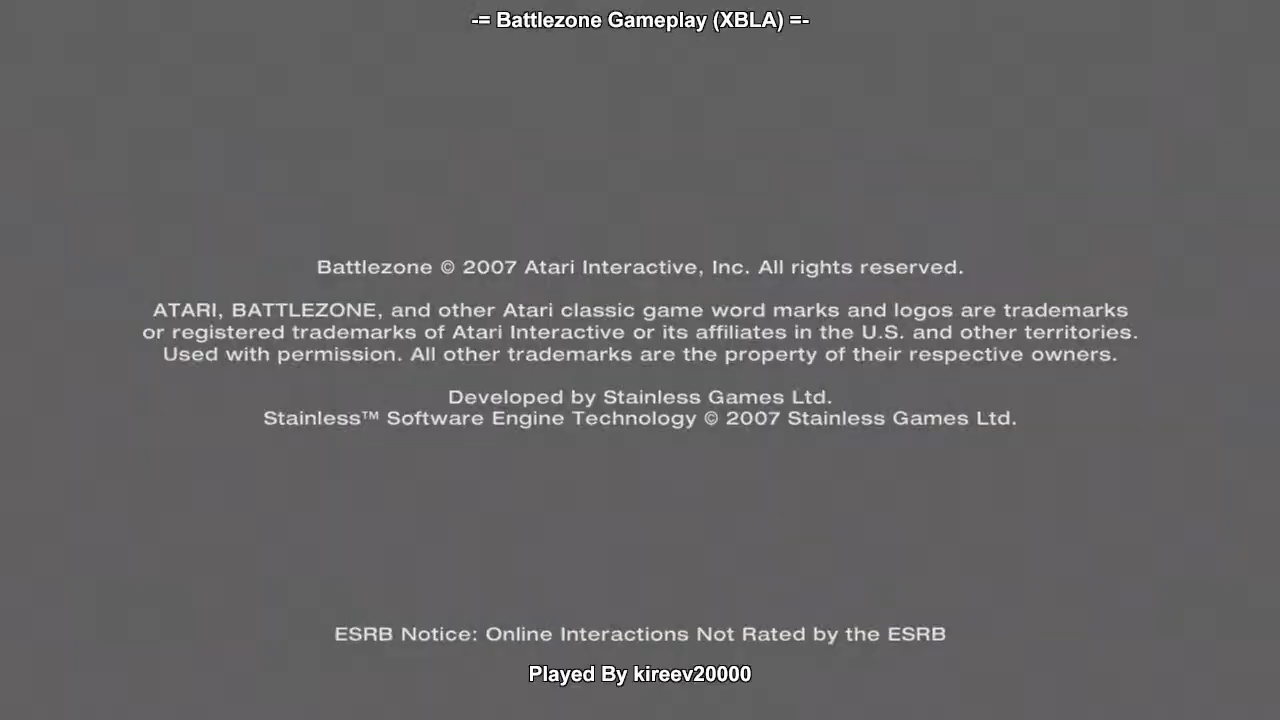 -= Battlezone Gameplay (XBLA) =-
Battlezone © 2007 Atari Interactive, Inc. All rights reserved.
ATARI, BATTLEZONE, and other Atari classic game word marks and logos are trademarks
or registered trademarks of Atari Interactive or its affiliates in the U.S. and other territories.
Used with permission. All other trademarks are the property of their respective owners.
Developed by Stainless Games Ltd.
Stainless™ Software Engine Technology © 2007 Stainless Games Ltd.
ESRB Notice: Online Interactions Not Rated by the ESRB
Played By kireev20000